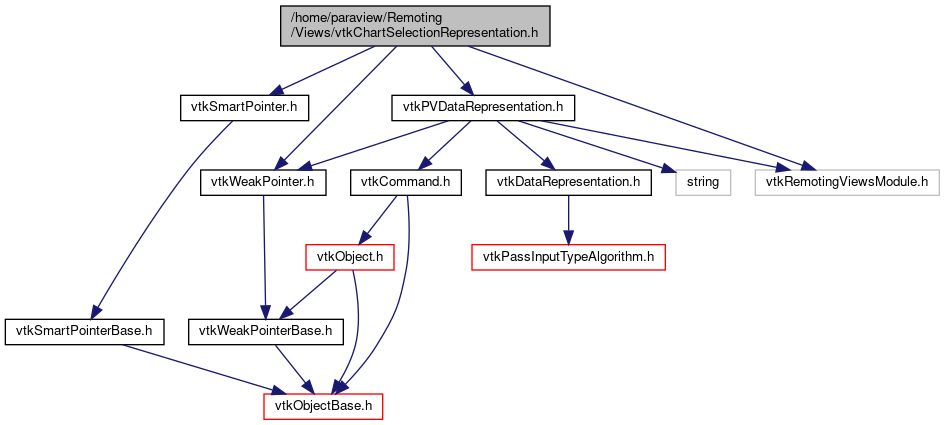 /home/paraview/Remoting
/Views/vtkChartSelectionRepresentation.h
vtkSmartPointer.h
vtkPVDataRepresentation.h
vtkWeakPointer.h
vtkCommand.h
vtkDataRepresentation.h
string
vtkRemotingViewsModule.h
vtkObject.h
vtkPassInputTypeAlgorithm.h
vtkSmartPointerBase.h
vtkWeakPointerBase.h
vtkObjectBase.h